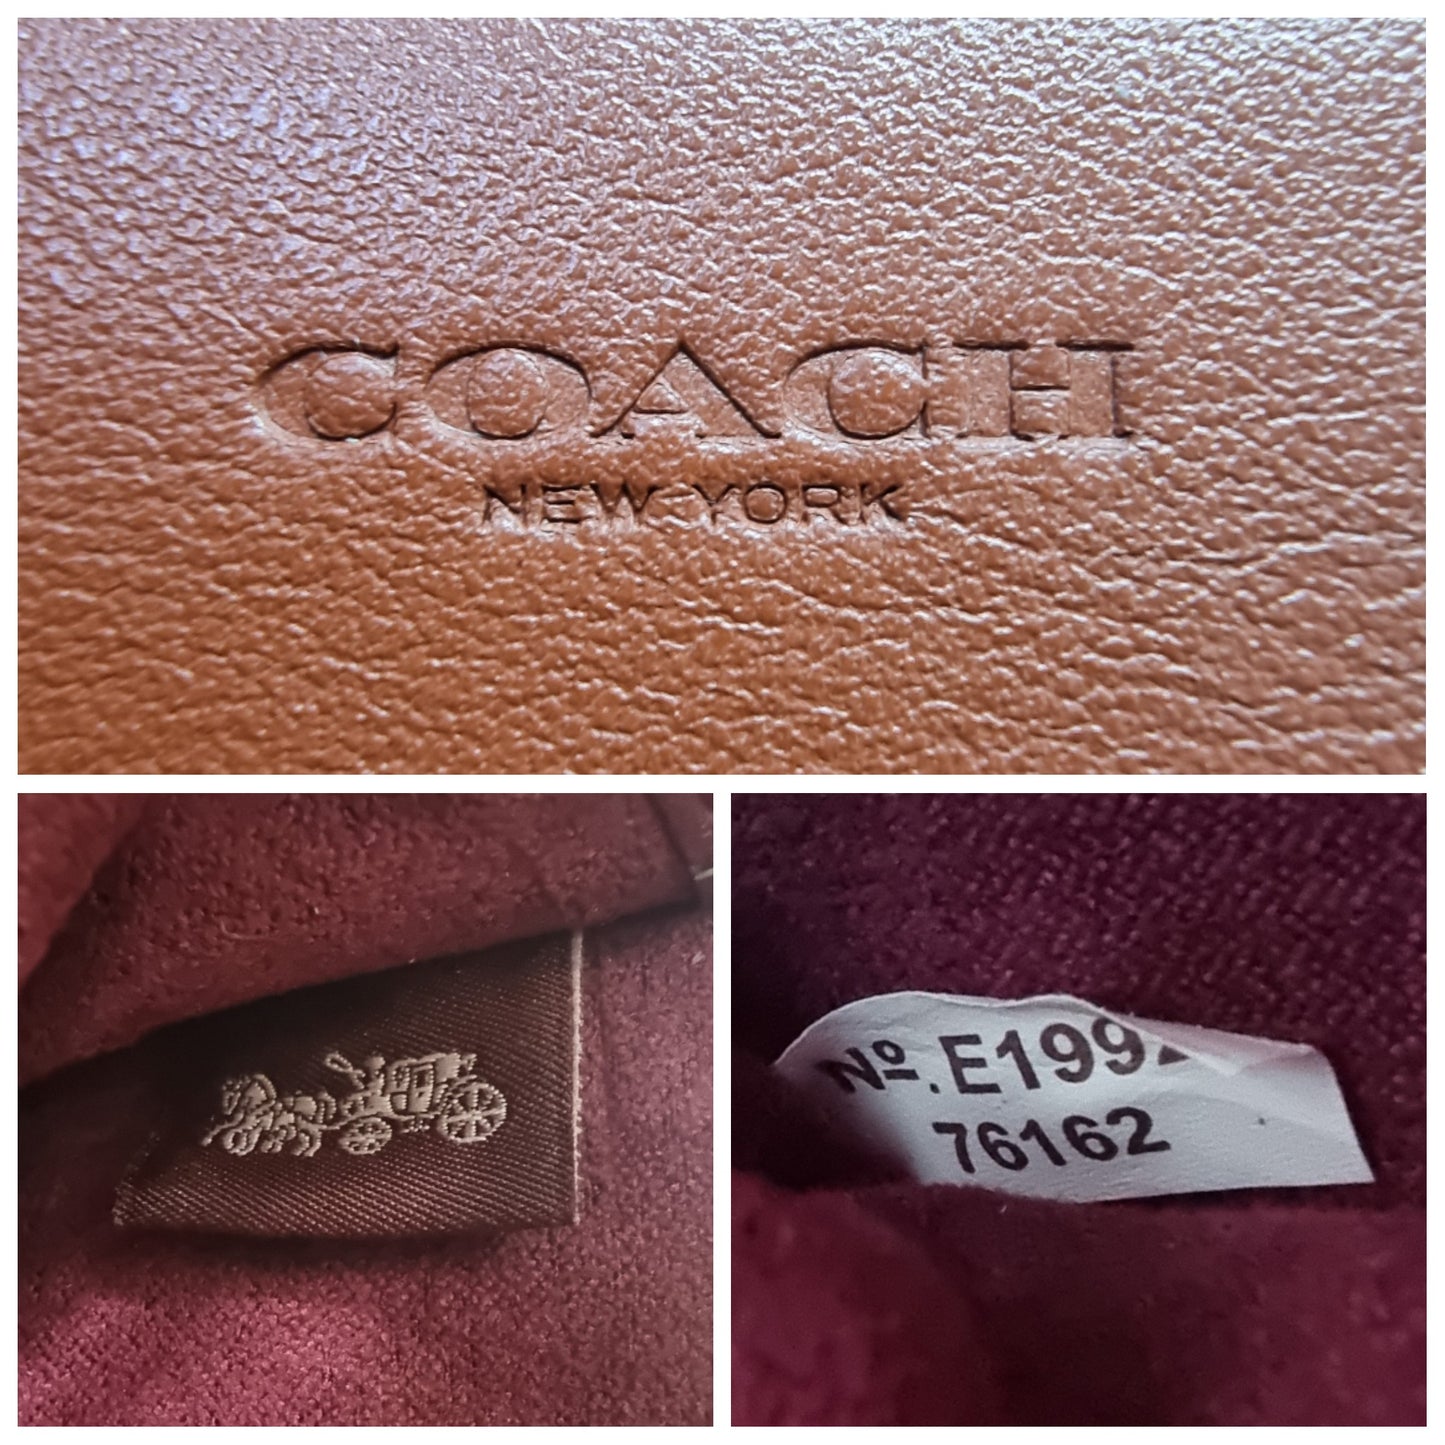 COACH
NEW YORK
Nº. E199
76162